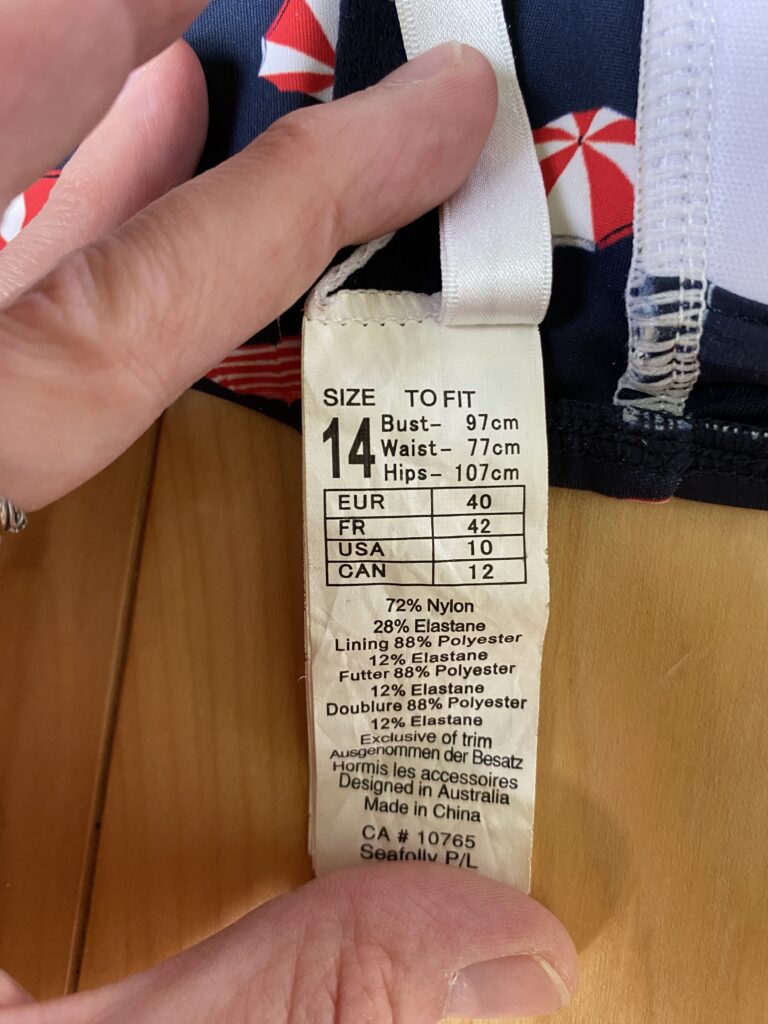 SIZE TO FIT
14 Bust– 97cm
Waist– 77cm
Hips– 107cm
EUR 40
FR 42
USA 10
CAN 12
72% Nylon
28% Elastane
Lining 88% Polyester
12% Elastane
Futter 88% Polyester
12% Elastane
Doublure 88% Polyester
12% Elastane
Exclusive of trim
Ausgenommen der Besatz
Hormis les accessoires
Designed in Australia
Made in China
CA # 10765
Seafolly P/L